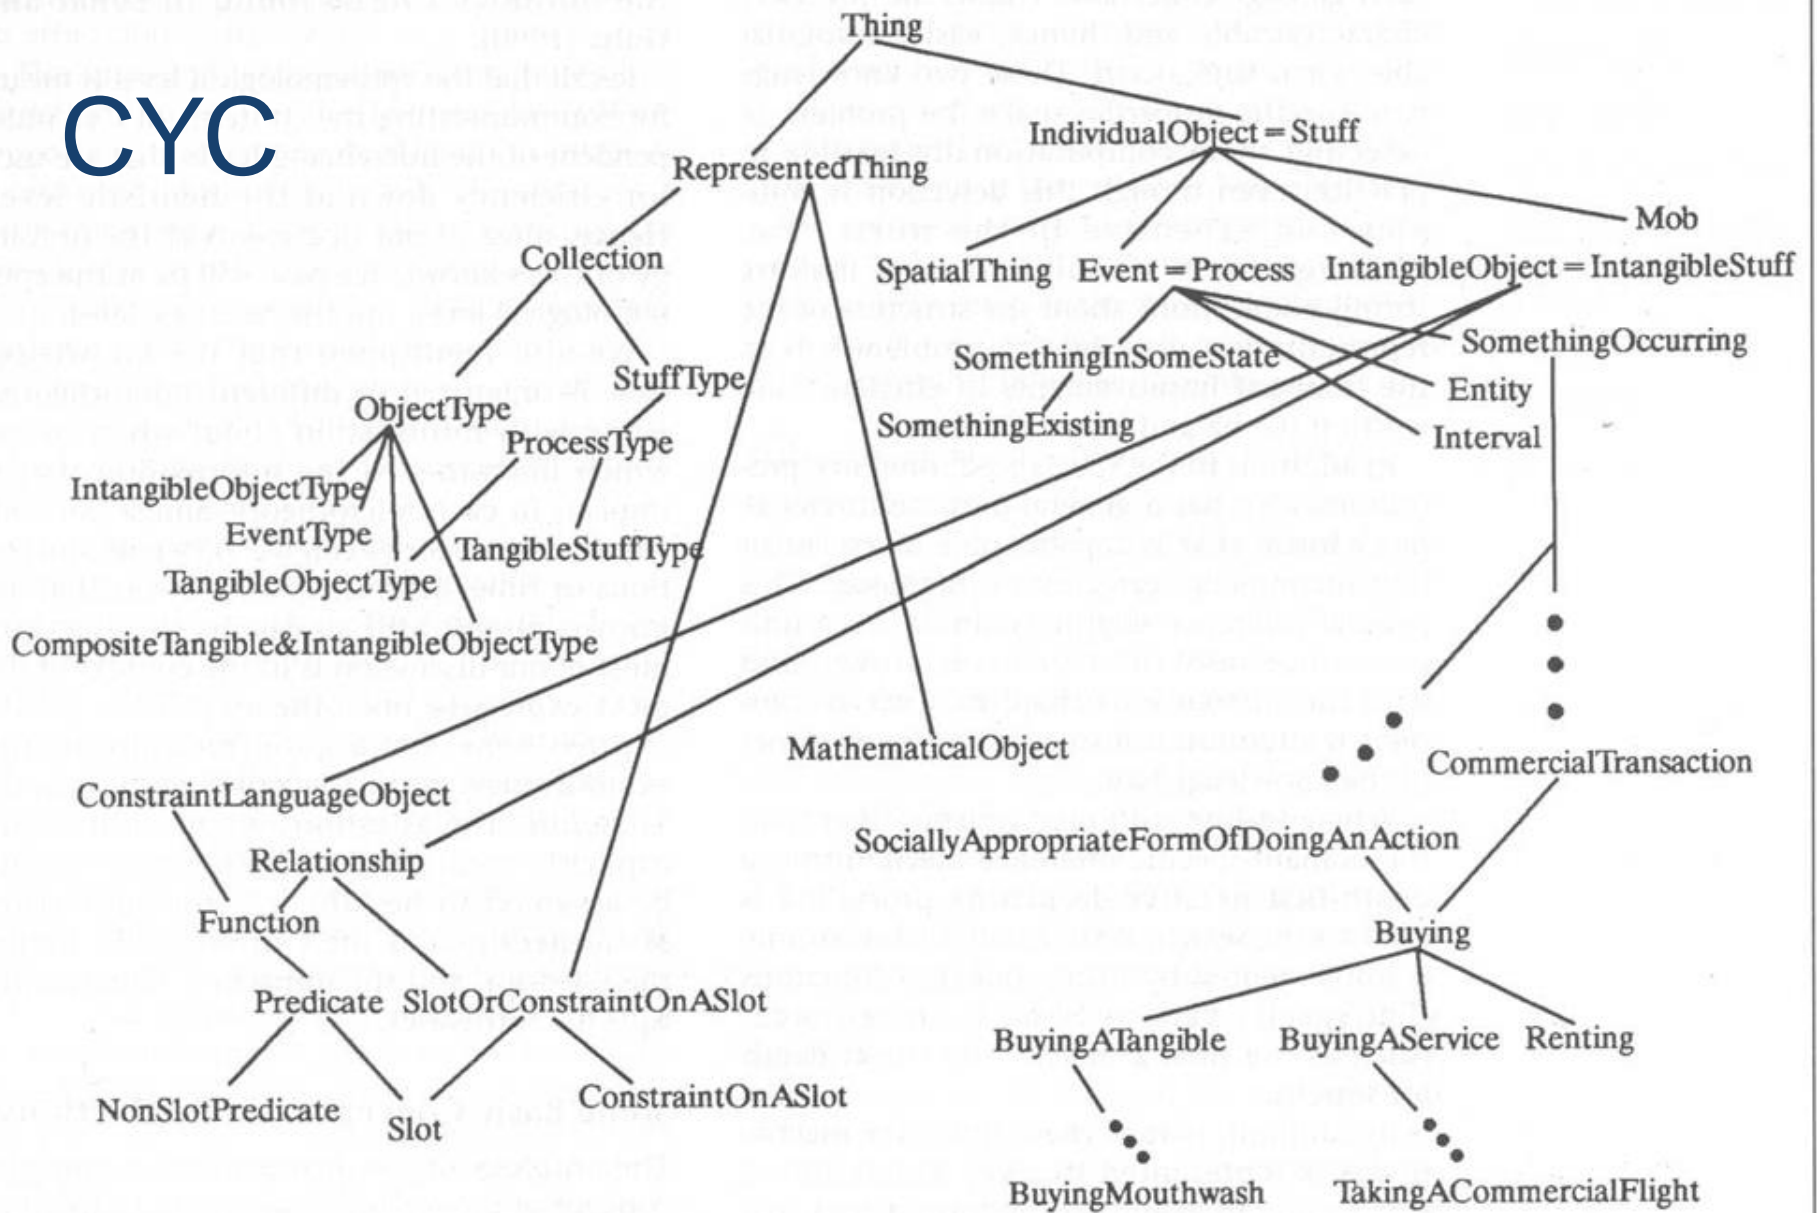 Thing
CYC
IndividualObject = Stuff
RepresentedThing
Mob
Collection
SpatialThing
Event = Process
IntangibleObject = IntangibleStuff
SomethingOccurring
SomethingInSomeState
StuffType
Entity
ObjectType
SomethingExisting
ProcessType
Interval
IntangibleObjectType
EventType
TangibleStuffType
TangibleObjectType
CompositeTangible&IntangibleObjectType
MathematicalObject
CommercialTransaction
ConstraintLanguageObject
SociallyAppropriateFormOfDoingAnAction
Relationship
Function
Buying
Predicate
SlotOrConstraintOnASlot
BuyingATangible
BuyingAService
Renting
NonSlotPredicate
ConstraintOnASlot
Slot
BuyingMouthwash
TakingACommercialFlight